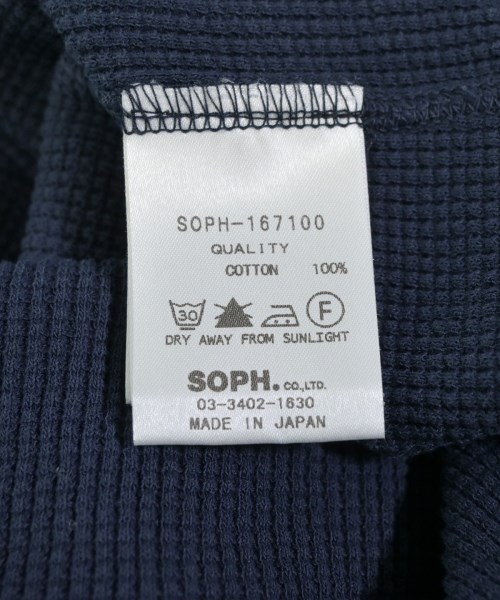 SOPH-167100
QUALITY
COTTON 100%
30 F
DRY AWAY FROM SUNLIGHT
SOPH. CO.,LTD.
03-3402-1630
MADE IN JAPAN